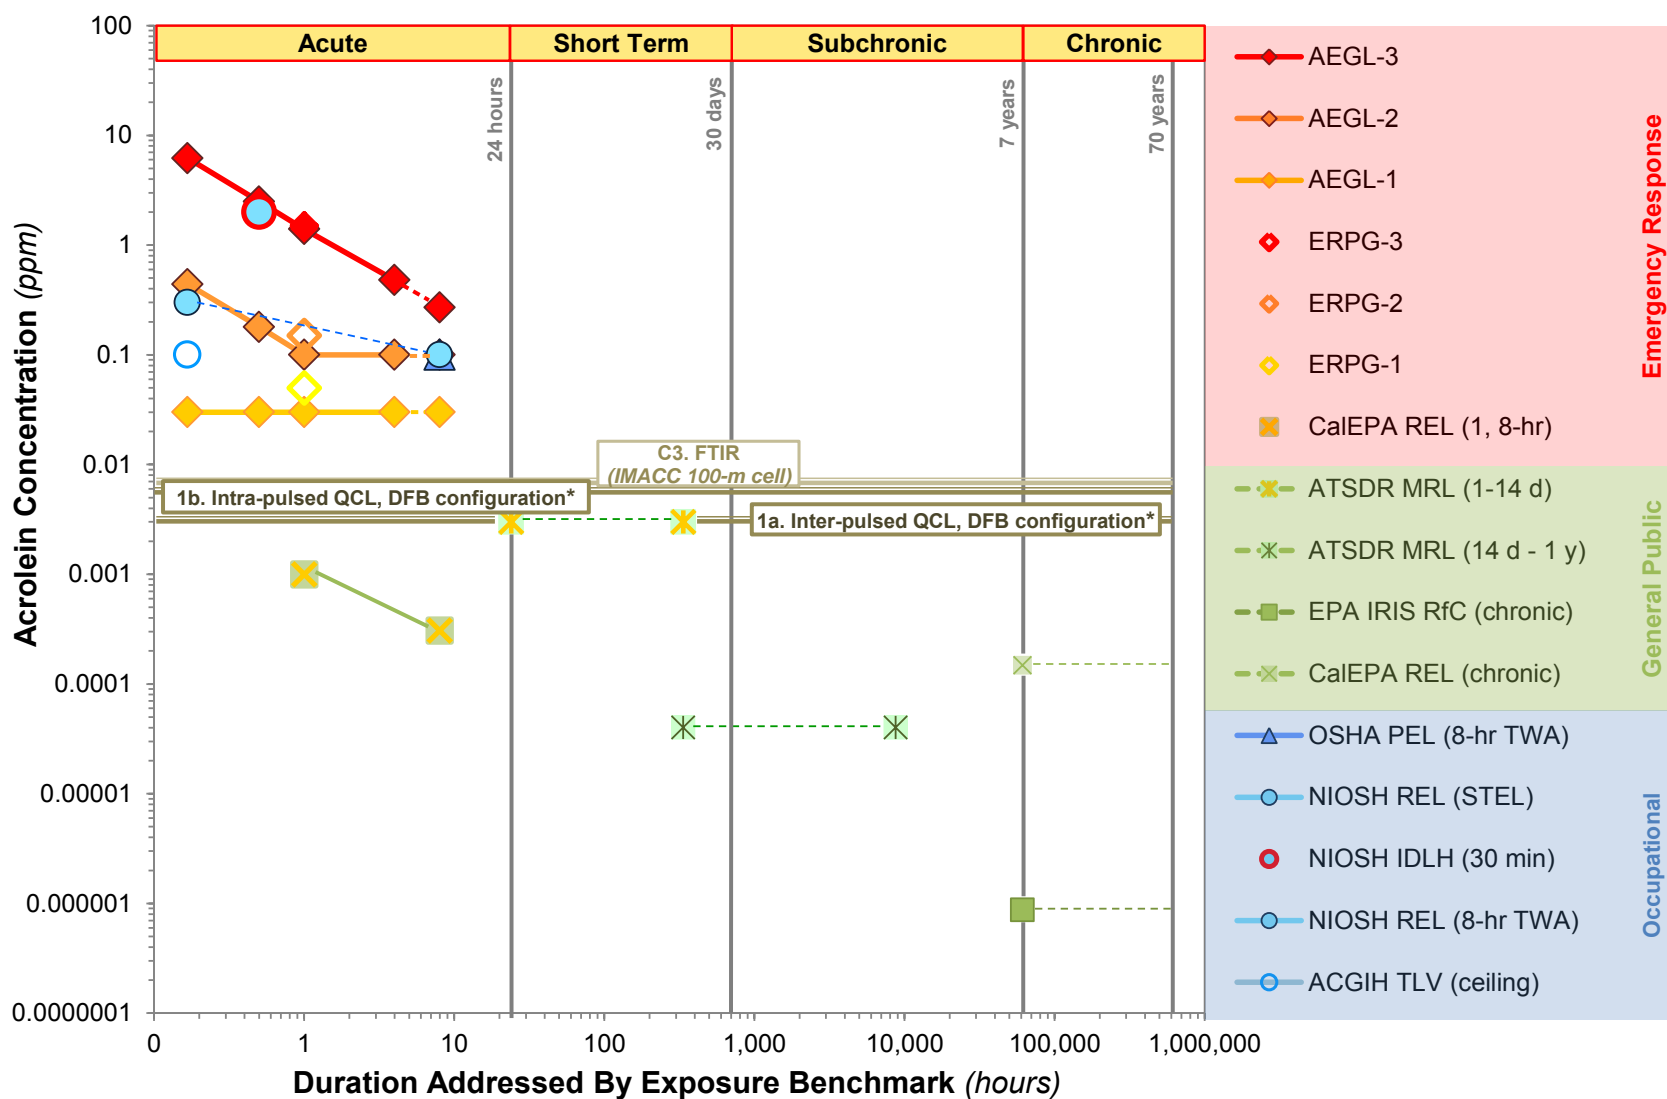 100
10
1
0.1
0.01
0.001
0.0001
0.00001
0.000001
0.0000001
Acrolein Concentration (ppm)
Acute
Short Term
Subchronic
Chronic
24 hours
30 days
7 years
70 years
C3. FTIR
(IMACC 100-m cell)
1b. Intra-pulsed QCL, DFB configuration*
1a. Inter-pulsed QCL, DFB configuration*
0
1
10
100
1,000
10,000
100,000
1,000,000
Duration Addressed By Exposure Benchmark (hours)
AEGL-3
AEGL-2
AEGL-1
ERPG-3
ERPG-2
ERPG-1
CalEPA REL (1, 8-hr)
Emergency Response
ATSDR MRL (1-14 d)
ATSDR MRL (14 d - 1 y)
EPA IRIS RfC (chronic)
CalEPA REL (chronic)
General Public
OSHA PEL (8-hr TWA)
NIOSH REL (STEL)
NIOSH IDLH (30 min)
NIOSH REL (8-hr TWA)
ACGIH TLV (ceiling)
Occupational